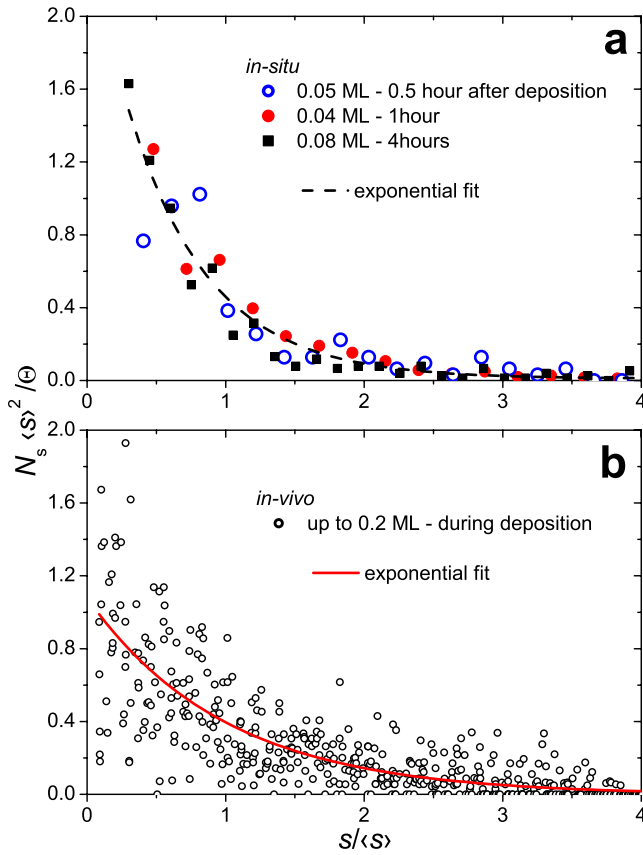 2.0
a
in-situ
0.05 ML - 0.5 hour after deposition
1.6
0.04 ML - 1hour
0.08 ML - 4hours
1.2
exponential fit
0.8
0.4
0.0
0 1 2 3 4
N_s ⟨s⟩²/Θ
2.0
b
in-vivo
up to 0.2 ML - during deposition
1.6
exponential fit
1.2
0.8
0.4
0.0
0 1 2 3 4
s/⟨s⟩